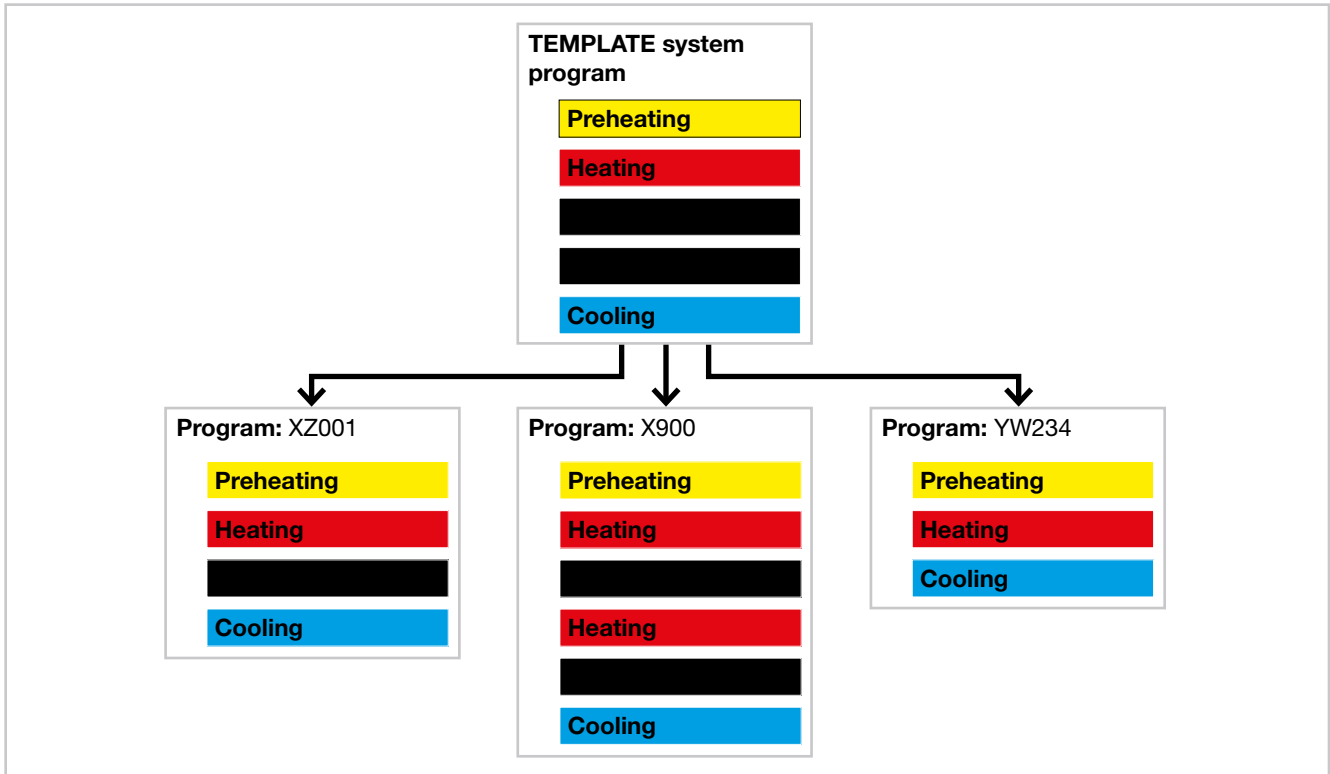 TEMPLATE system
program
Preheating
Heating
Cooling
Program: XZ001
Preheating
Heating
Cooling
Program: X900
Preheating
Heating
Heating
Cooling
Program: YW234
Preheating
Heating
Cooling